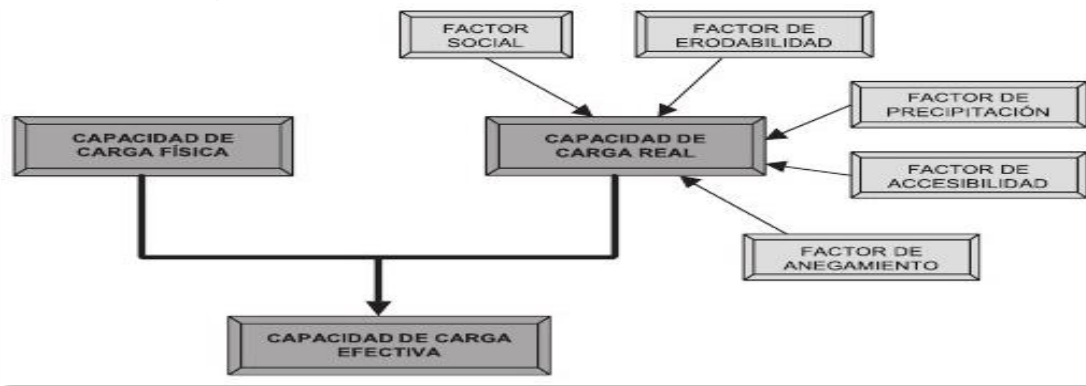 FACTOR
SOCIAL
FACTOR DE
ERODABILIDAD
FACTOR DE
PRECIPITACIÓN
CAPACIDAD DE
CARGA FÍSICA
CAPACIDAD DE
CARGA REAL
FACTOR DE
ACCESIBILIDAD
FACTOR DE
ANEGAMIENTO
CAPACIDAD DE CARGA
EFECTIVA